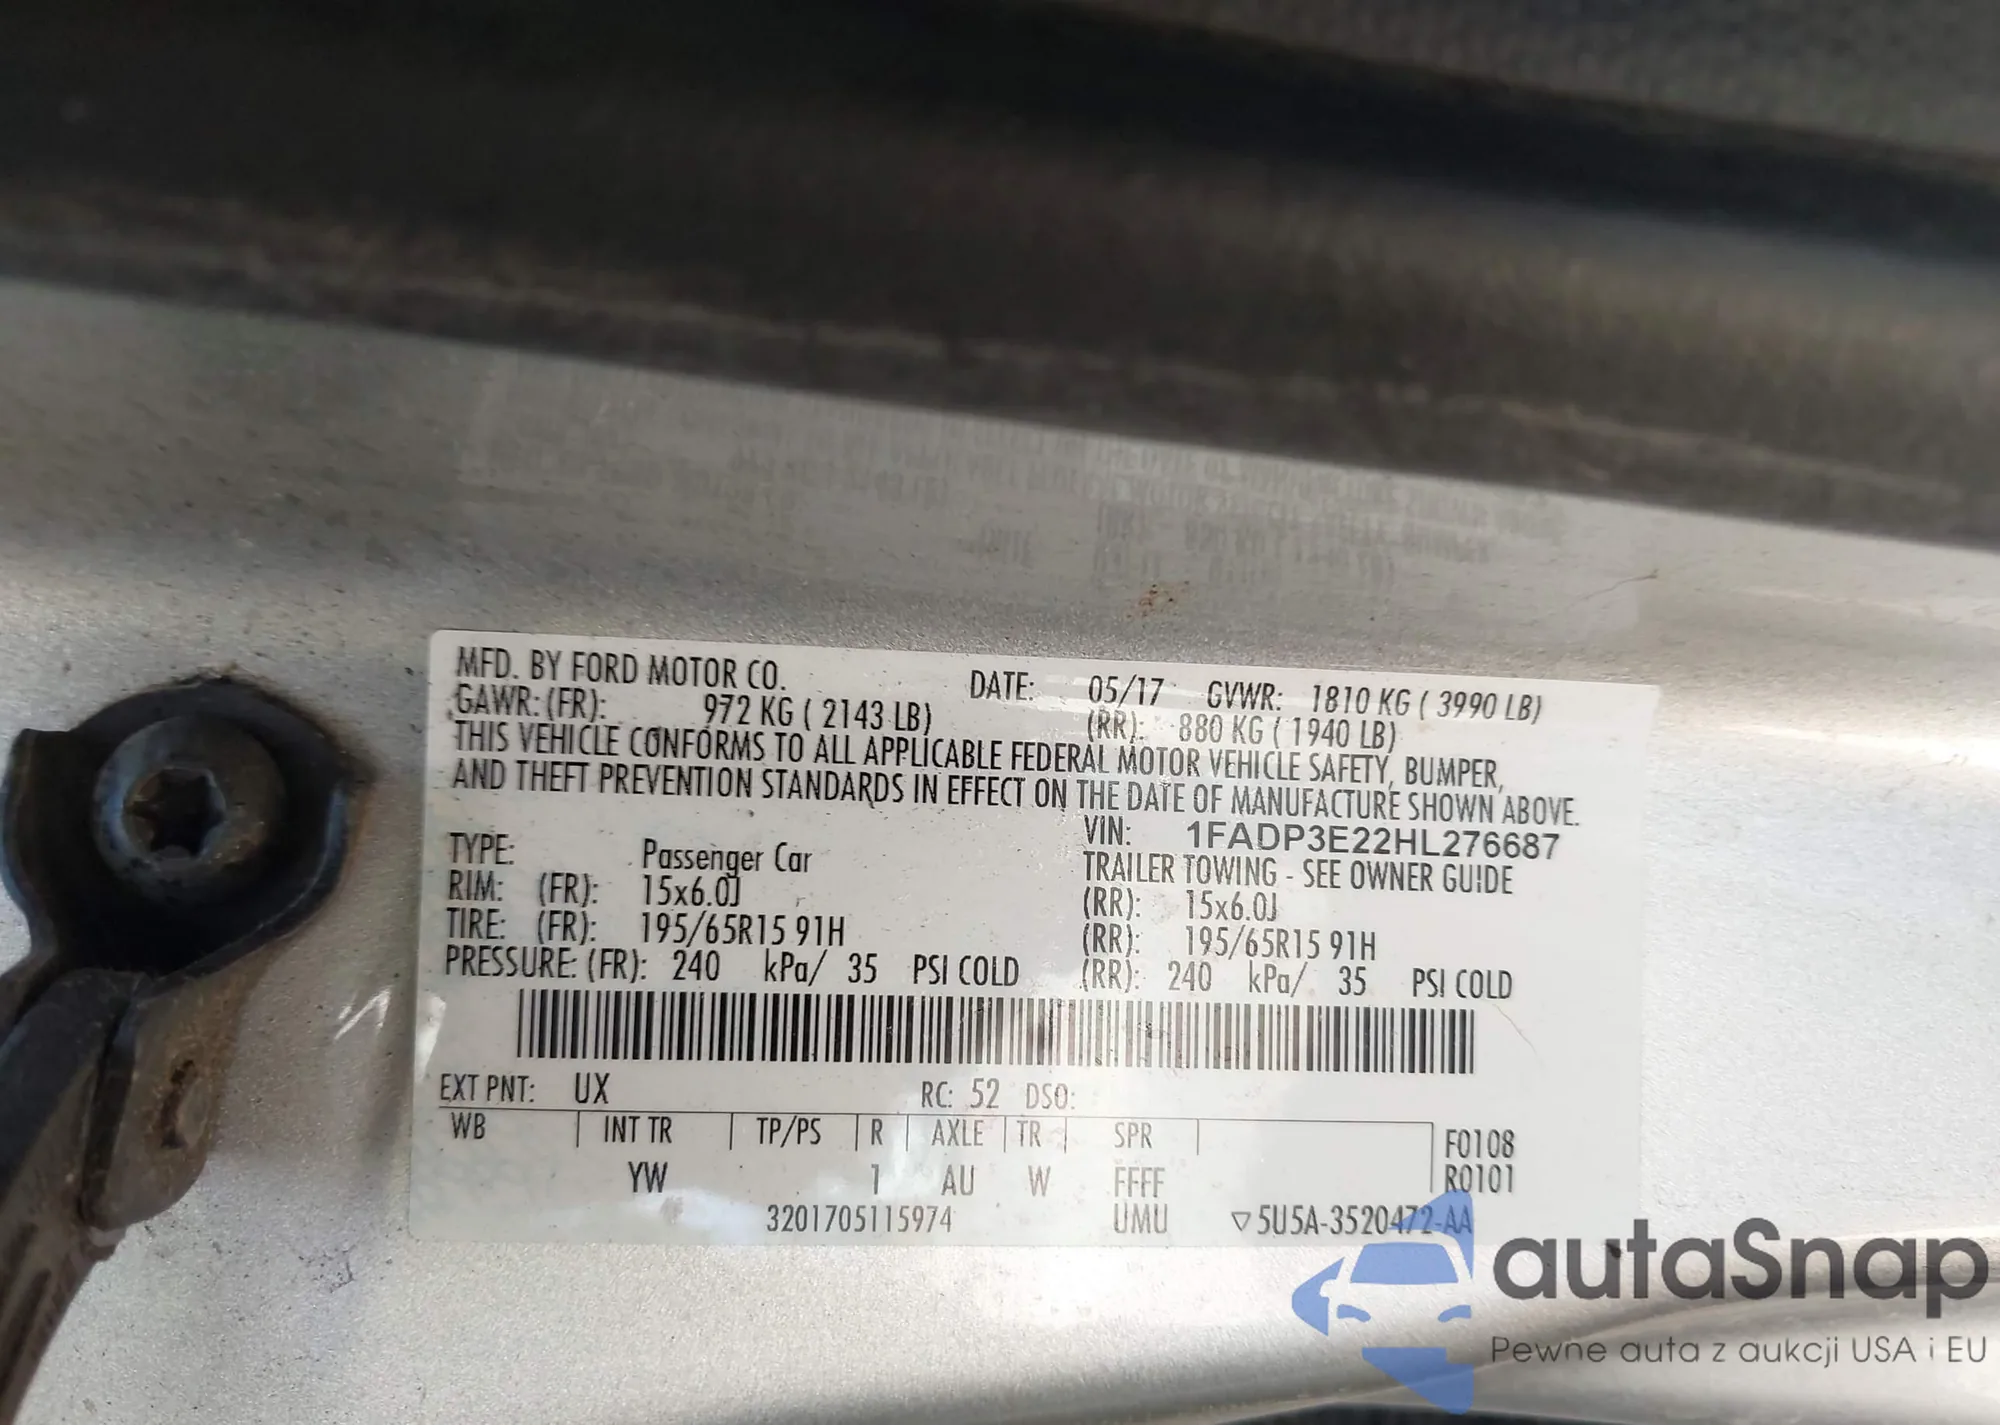 MFD. BY FORD MOTOR CO. DATE: 05/17 GVWR: 1810 KG ( 3990 LB)
GAWR: (FR): 972 KG ( 2143 LB) (RR): 880 KG ( 1940 LB)
THIS VEHICLE CONFORMS TO ALL APPLICABLE FEDERAL MOTOR VEHICLE SAFETY, BUMPER,
AND THEFT PREVENTION STANDARDS IN EFFECT ON THE DATE OF MANUFACTURE SHOWN ABOVE.
VIN: 1FADP3E22HL276687
TYPE: Passenger Car TRAILER TOWING - SEE OWNER GUIDE
RIM: (FR): 15x6.0J (RR): 15x6.0J
TIRE: (FR): 195/65R15 91H (RR): 195/65R15 91H
PRESSURE: (FR): 240 kPa/ 35 PSI COLD (RR): 240 kPa/ 35 PSI COLD
EXT PNT: UX RC: 52 DSO:
WB INT TR TP/PS R AXLE TR SPR F0108
YW 1 AU W FFFF R0101
3201705115974 UMU ▽5U5A-3520472-AA
autaSnap
Pewne auta z aukcji USA i EU